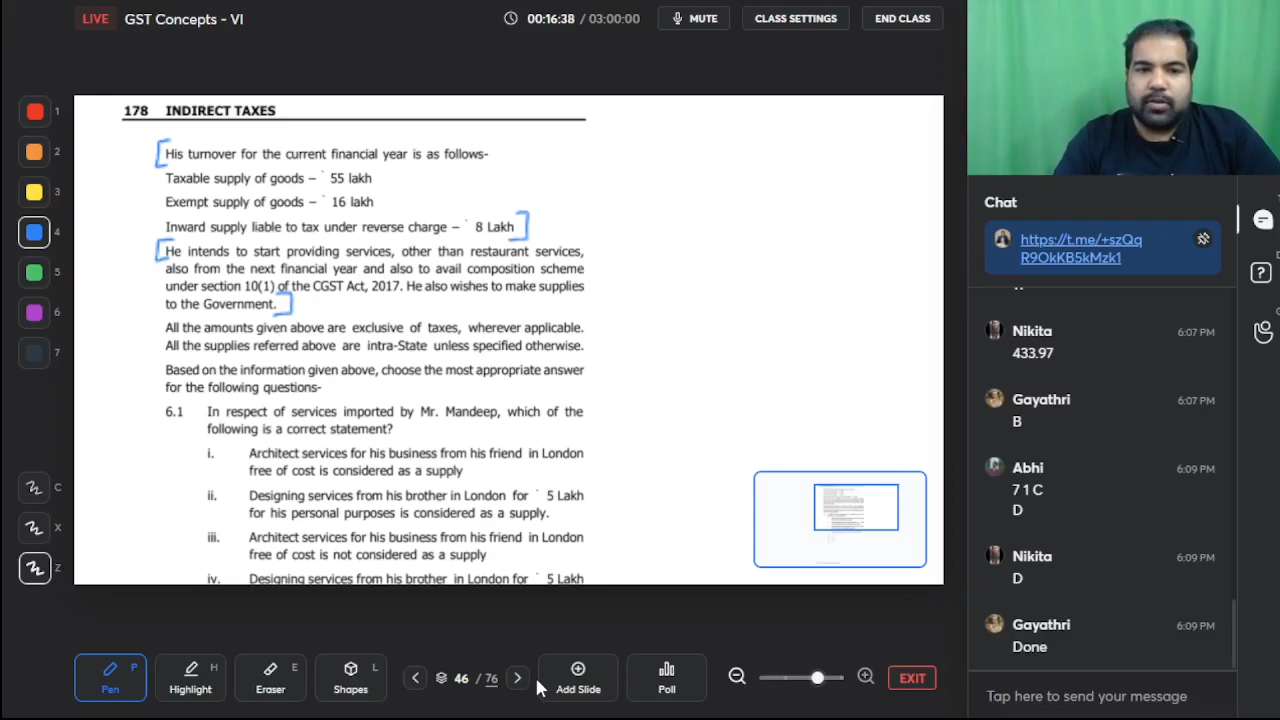 LIVE GST Concepts - VI 00:16:38 / 03:00:00 MUTE CLASS SETTINGS END CLASS
1
2
3
4
5
6
7
C
X
Z
178 INDIRECT TAXES
His turnover for the current financial year is as follows-
Taxable supply of goods – ` 55 lakh
Exempt supply of goods – ` 16 lakh
Inward supply liable to tax under reverse charge – ` 8 Lakh
He intends to start providing services, other than restaurant services,
also from the next financial year and also to avail composition scheme
under section 10(1) of the CGST Act, 2017. He also wishes to make supplies
to the Government.
All the amounts given above are exclusive of taxes, wherever applicable.
All the supplies referred above are intra-State unless specified otherwise.
Based on the information given above, choose the most appropriate answer
for the following questions-
6.1 In respect of services imported by Mr. Mandeep, which of the
following is a correct statement?
i. Architect services for his business from his friend in London
free of cost is considered as a supply
ii. Designing services from his brother in London for ` 5 Lakh
for his personal purposes is considered as a supply.
iii. Architect services for his business from his friend in London
free of cost is not considered as a supply
iv. Designing services from his brother in London for ` 5 Lakh
Chat
https://t.me/+szQq
R9OkKB5kMzk1
Nikita 6:07 PM
433.97
Gayathri 6:07 PM
B
Abhi 6:09 PM
7 1 C
D
Nikita 6:09 PM
D
Gayathri 6:09 PM
Done
Tap here to send your message
P H E L
Pen Highlight Eraser Shapes 46 / 76 Add Slide Poll EXIT